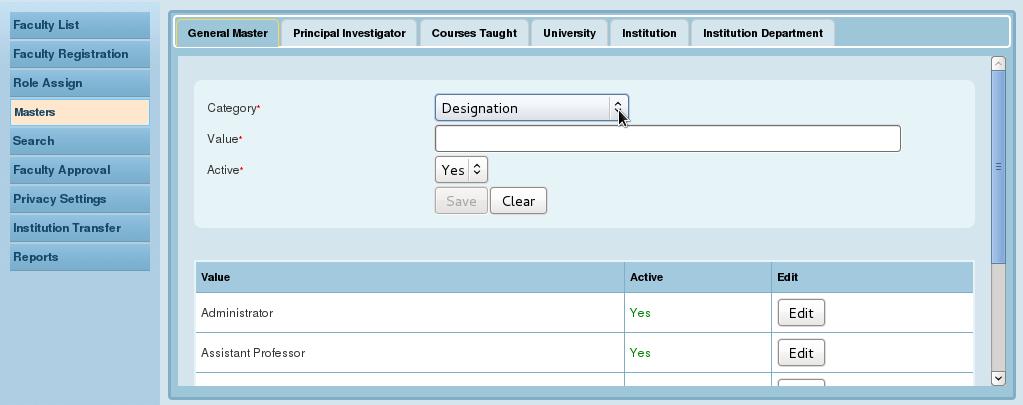 Faculty List
Faculty Registration
Role Assign
Masters
Search
Faculty Approval
Privacy Settings
Institution Transfer
Reports
General Master Principal Investigator Courses Taught University Institution Institution Department
Category* Designation
Value*
Active* Yes
Save Clear
Value Active Edit
Administrator Yes Edit
Assistant Professor Yes Edit